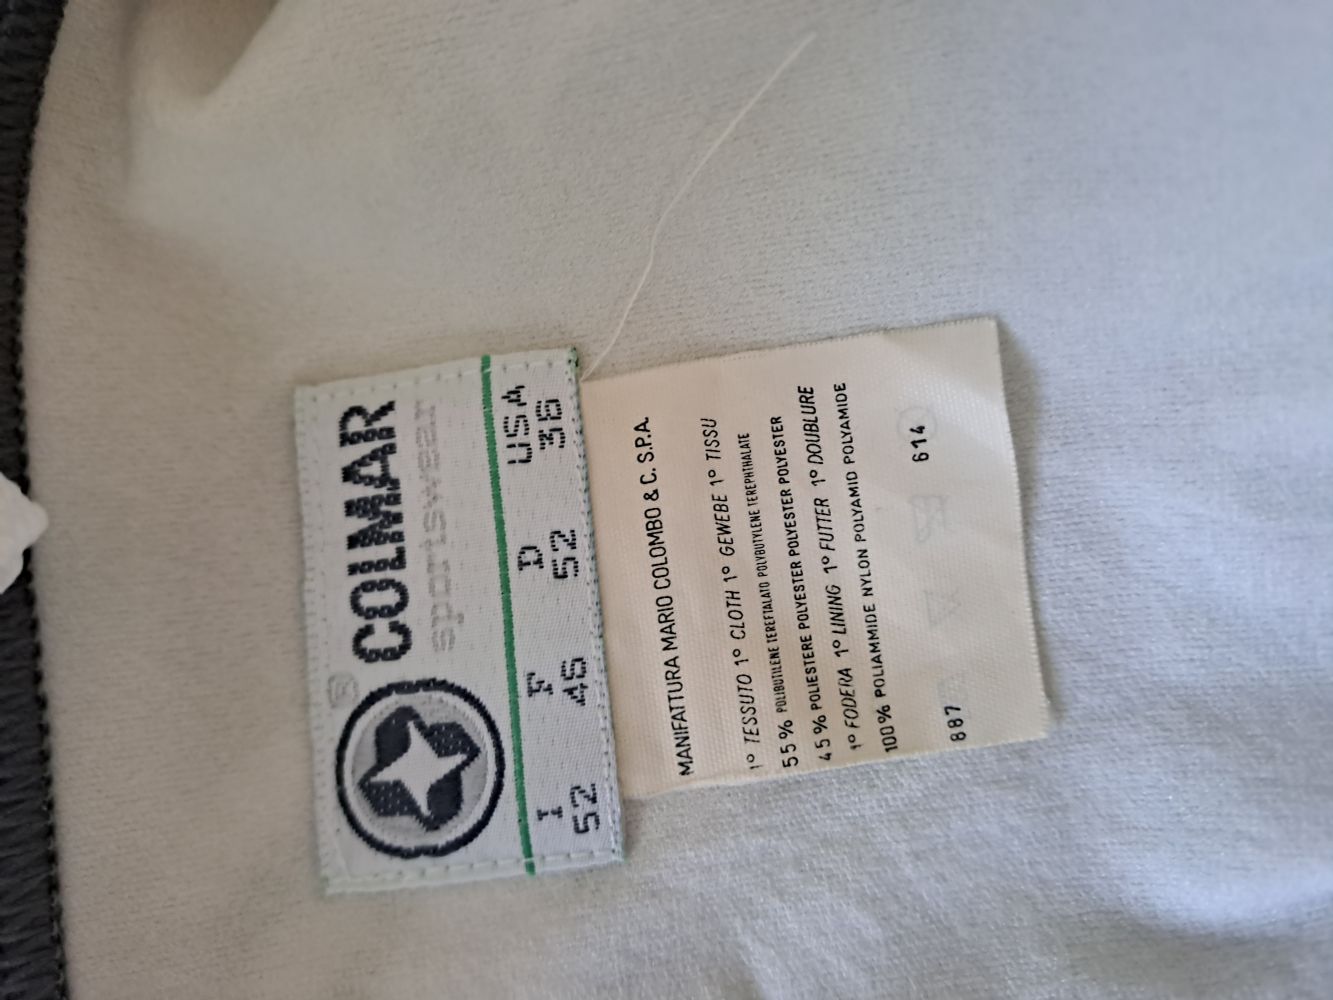 ® COLMAR
sportswear
I F D USA
52 46 52 36
MANIFATTURA MARIO COLOMBO & C. S.P.A.
1° TESSUTO 1° CLOTH 1° GEWEBE 1° TISSU
55% POLIBUTILENE TEREFTALATO POLYBUTYLENE TEREPHTHALATE
45% POLIESTERE POLYESTER POLYESTER POLYESTER
1° FODERA 1° LINING 1° FUTTER 1° DOUBLURE
100% POLIAMMIDE NYLON POLYAMID POLYAMIDE
887 614